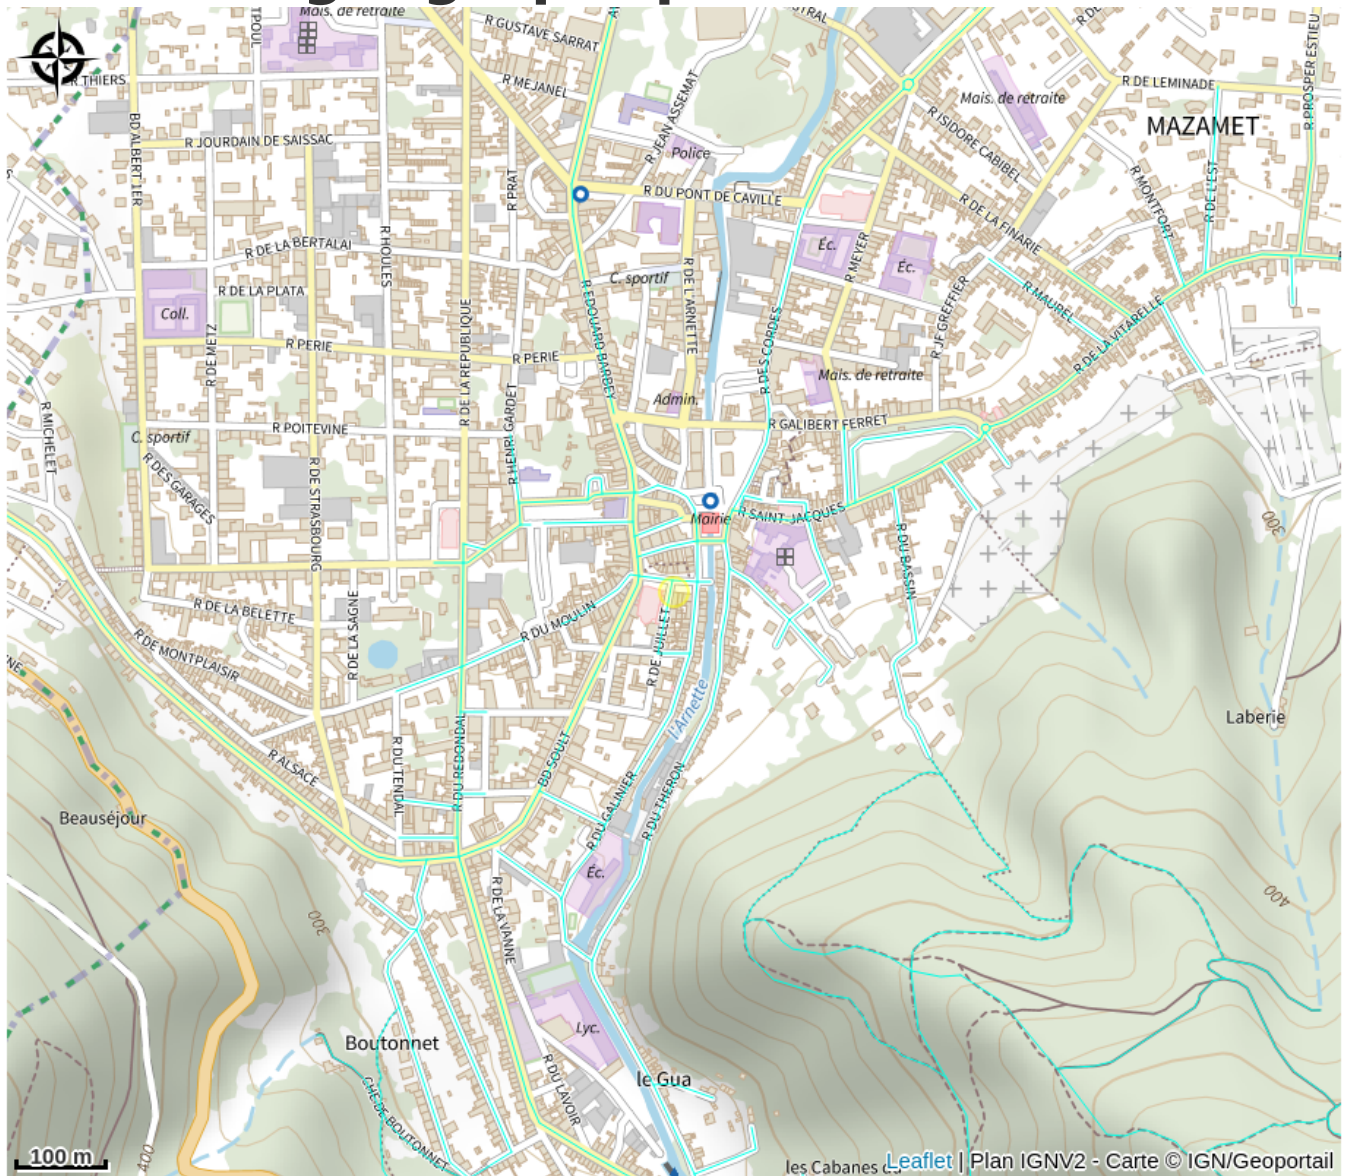 Mais. de retraite
R GUSTAVE SARRAT
R THIERS
R MEJANEL
R JEAN ASSEMAT
Mais. de retraite
R DE LEMINADE
R PROSPER ESTIEU
MAZAMET
BD ALBERT 1ER
R JOURDAIN DE SAISSAC
Police
R ISIDORE CABIBEL
R PRAT
R DU PONT DE CAVILLE
R MONTFORT
R DE L'EST
R DE LA FINARIE
R DE LA BERTALAI
R HOULES
Éc.
R MEYER
Éc.
C. sportif
R DE L'ARNETTE
R DE LA PLATA
R EDOUARD BARBEY
R MAUREL
Coll.
R DE METZ
R DE LA REPUBLIQUE
R DES CORDES
R JE GREFFIER
R DE LA VITARELLE
R PERIE
R PERIE
Mais. de retraite
Admin.
R MICHELET
R HENRI GARDET
R GALIBERT FERRET
R POITEVINE
C. sportif
R DES GARAGES
R DE STRASBOURG
Mairie
R SAINT-JACQUES
300
R DU BASSIN
R DE LA BELETTE
R DE LA SAGNE
R DU MOULIN
R DE JUILLET
R DE MONTPLAISIR
l'Arnette
Laberie
R ALSACE
R DU TENDAL
R DU REDONDAL
BD SOULT
R DU GALINIER
R DU THERON
Beauséjour
Éc.
400
300
R DE LA VANNE
Lyc.
Boutonnet
le Gua
R DU LAVOIR
CHE DE BOUTONNET
100 m
400
les Cabanes
Leaflet | Plan IGNV2 - Carte © IGN/Geoportail